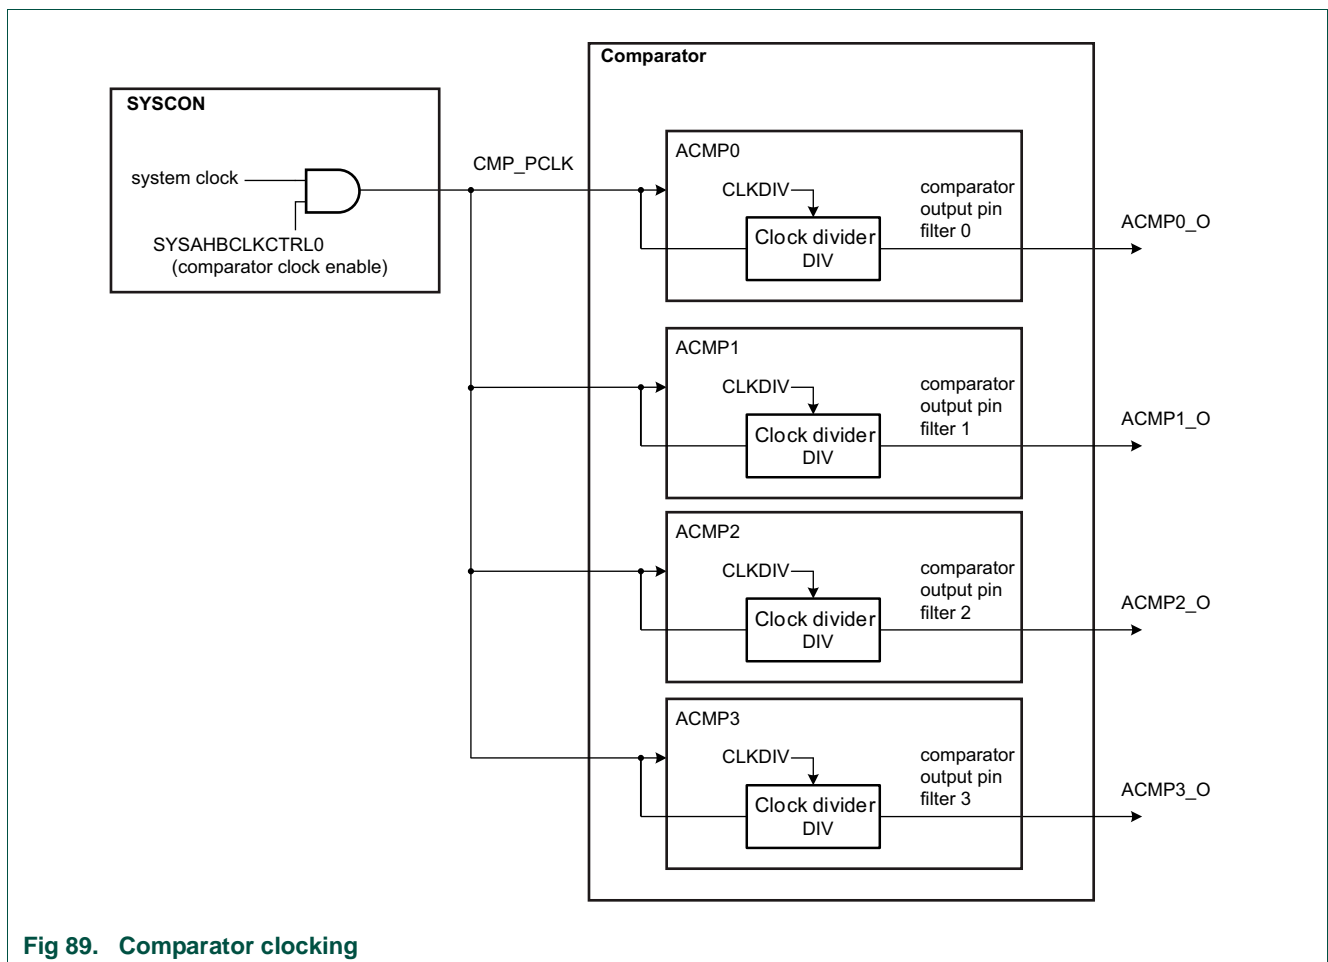 Comparator
SYSCON
system clock
SYSAHBCLKCTRL0
(comparator clock enable)
CMP_PCLK
ACMP0
CLKDIV
Clock divider
DIV
comparator
output pin
filter 0
ACMP0_O
ACMP1
CLKDIV
Clock divider
DIV
comparator
output pin
filter 1
ACMP1_O
ACMP2
CLKDIV
Clock divider
DIV
comparator
output pin
filter 2
ACMP2_O
ACMP3
CLKDIV
Clock divider
DIV
comparator
output pin
filter 3
ACMP3_O
Fig 89. Comparator clocking